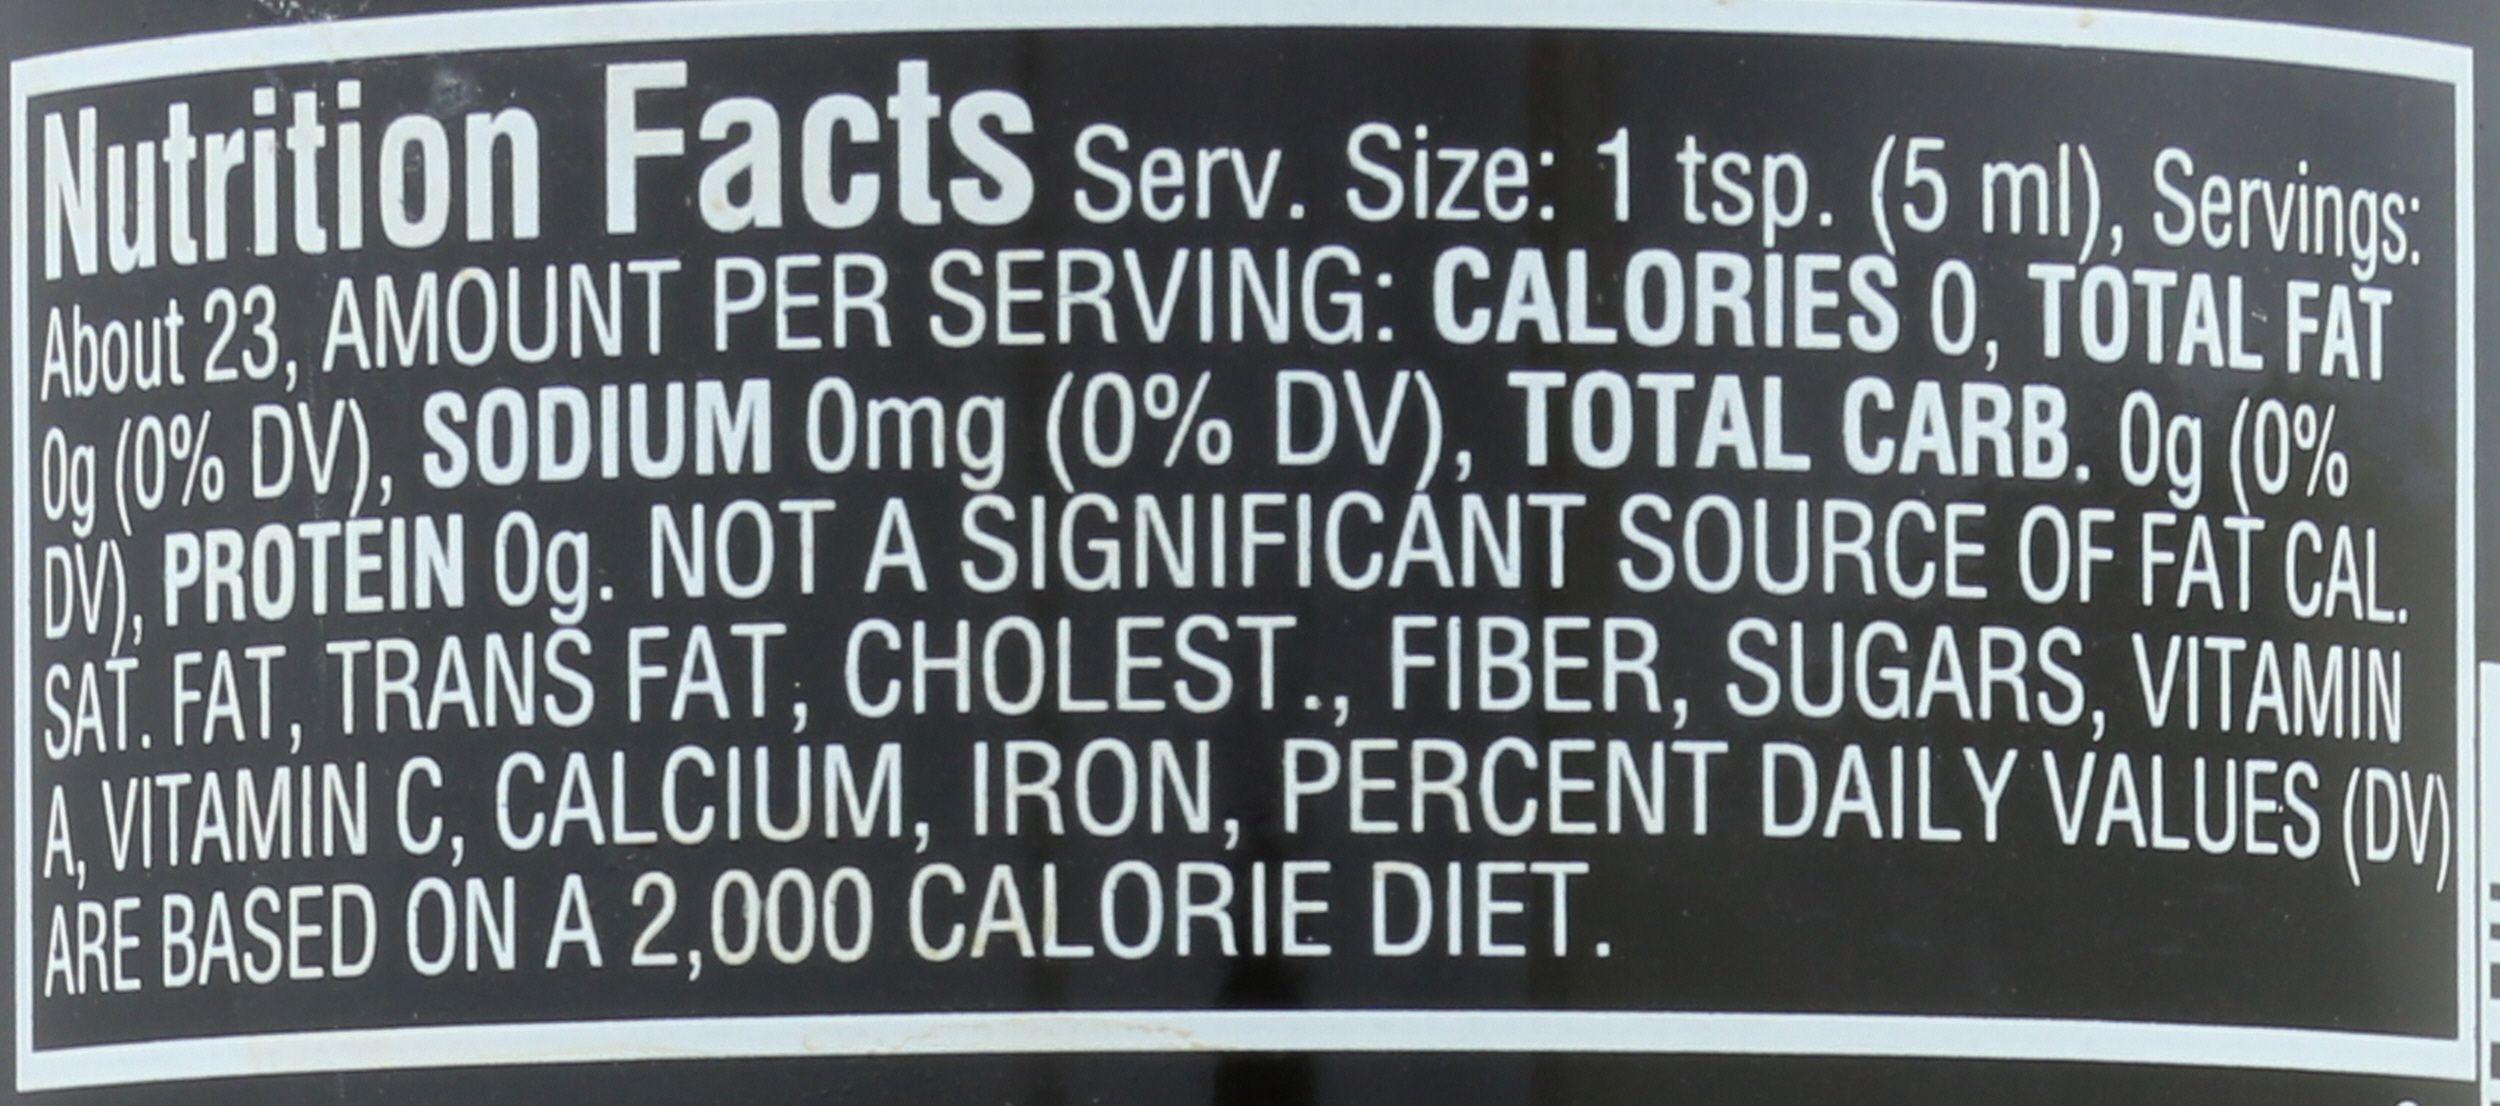 Nutrition Facts Serv. Size: 1 tsp. (5 ml), Servings:
About 23, AMOUNT PER SERVING: CALORIES 0, TOTAL FAT
0g (0% DV), SODIUM 0mg (0% DV), TOTAL CARB. 0g (0%
DV), PROTEIN 0g. NOT A SIGNIFICANT SOURCE OF FAT CAL.
SAT. FAT, TRANS FAT, CHOLEST., FIBER, SUGARS, VITAMIN
A, VITAMIN C, CALCIUM, IRON, PERCENT DAILY VALUES (DV)
ARE BASED ON A 2,000 CALORIE DIET.